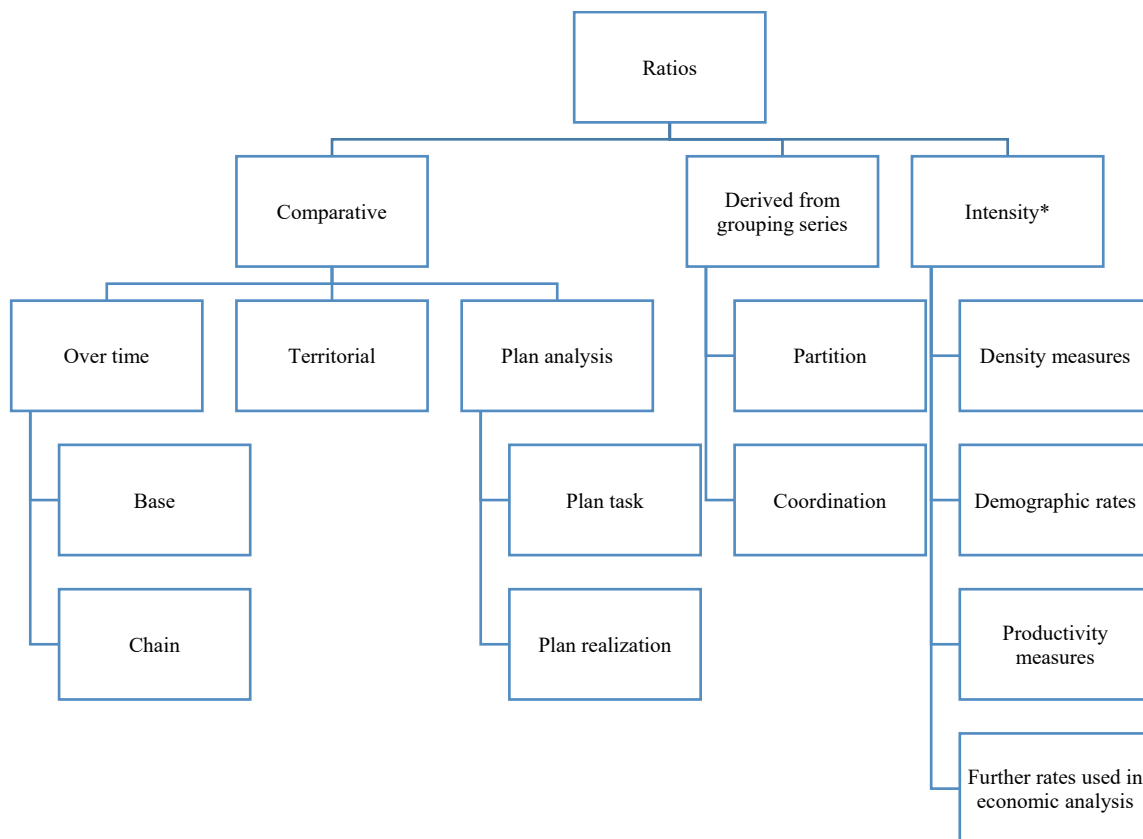 Ratios
Comparative
Derived from
grouping series
Intensity*
Over time
Territorial
Plan analysis
Partition
Density measures
Base
Plan task
Coordination
Demographic rates
Chain
Plan realization
Productivity
measures
Further rates used in
economic analysis